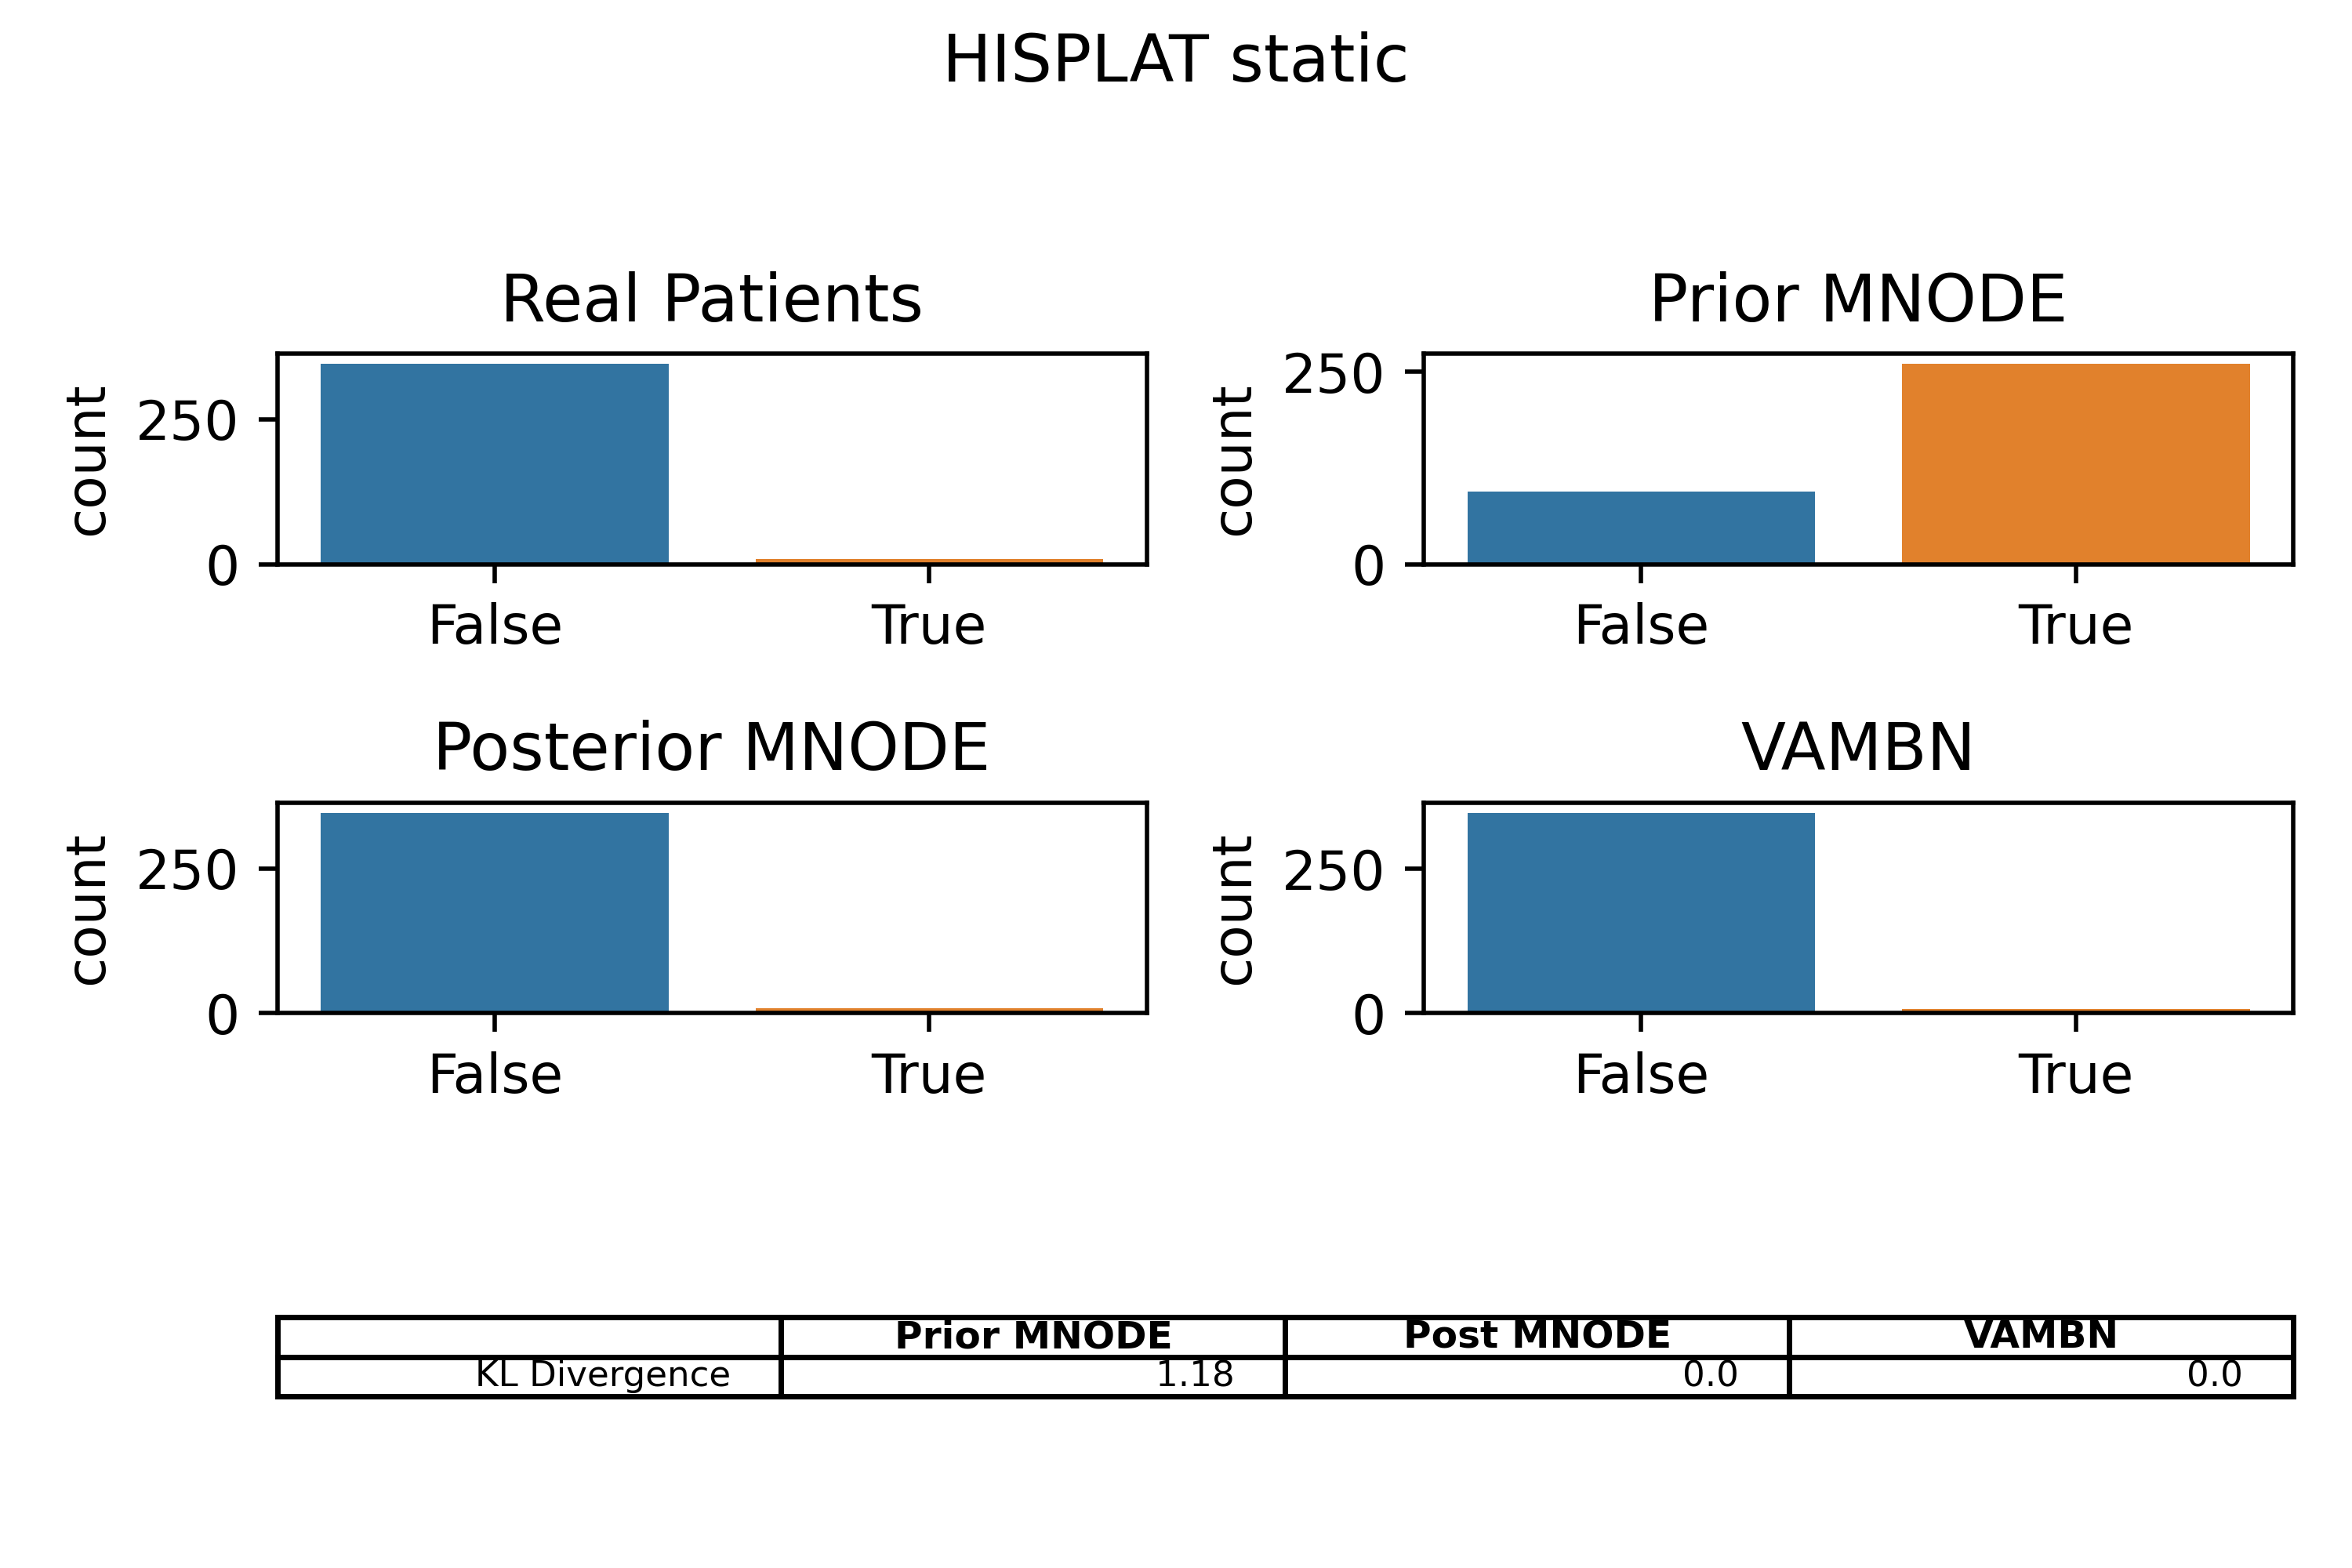 HISPLAT static
Real Patients
Prior MNODE
count
250
0
False
True
count
250
0
False
True
Posterior MNODE
VAMBN
count
250
0
False
True
count
250
0
False
True
Prior MNODE Post MNODE VAMBN
KL Divergence 1.18 0.0 0.0